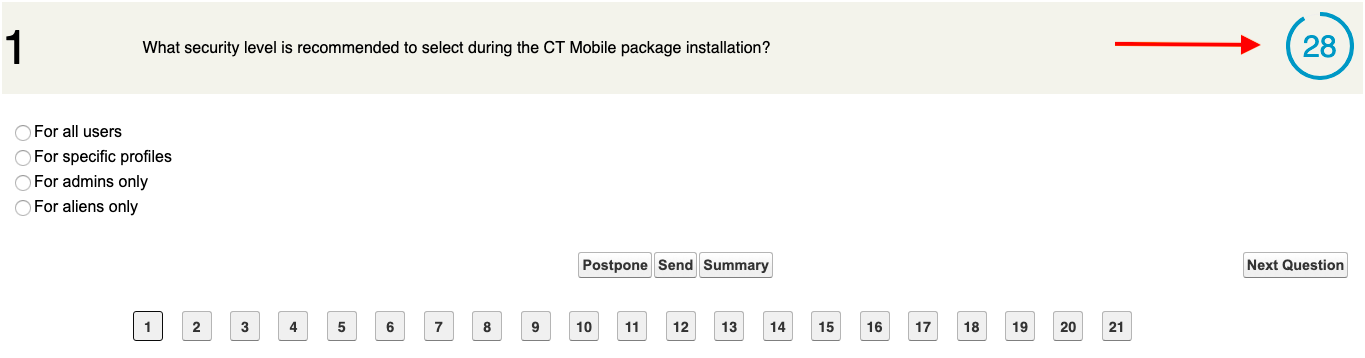 1
What security level is recommended to select during the CT Mobile package installation?
28
For all users
For specific profiles
For admins only
For aliens only
Postpone Send Summary Next Question
1 2 3 4 5 6 7 8 9 10 11 12 13 14 15 16 17 18 19 20 21